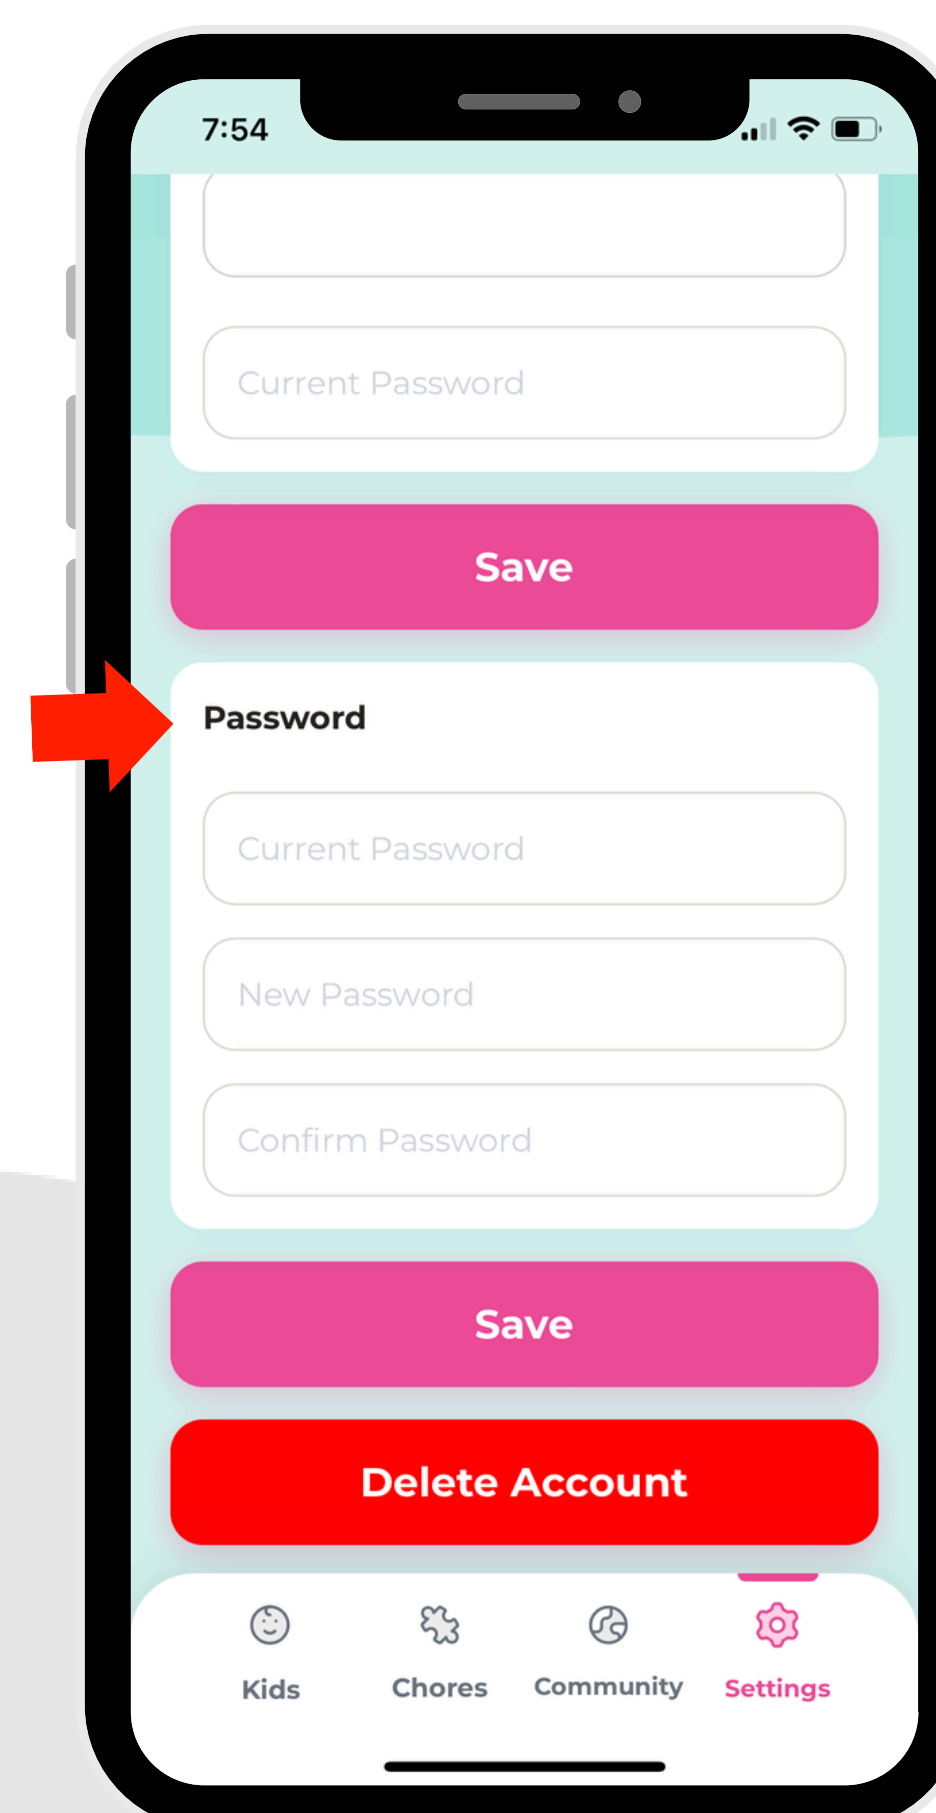 7:54
Current Password
Save
Password
Current Password
New Password
Confirm Password
Save
Delete Account
Kids Chores Community Settings